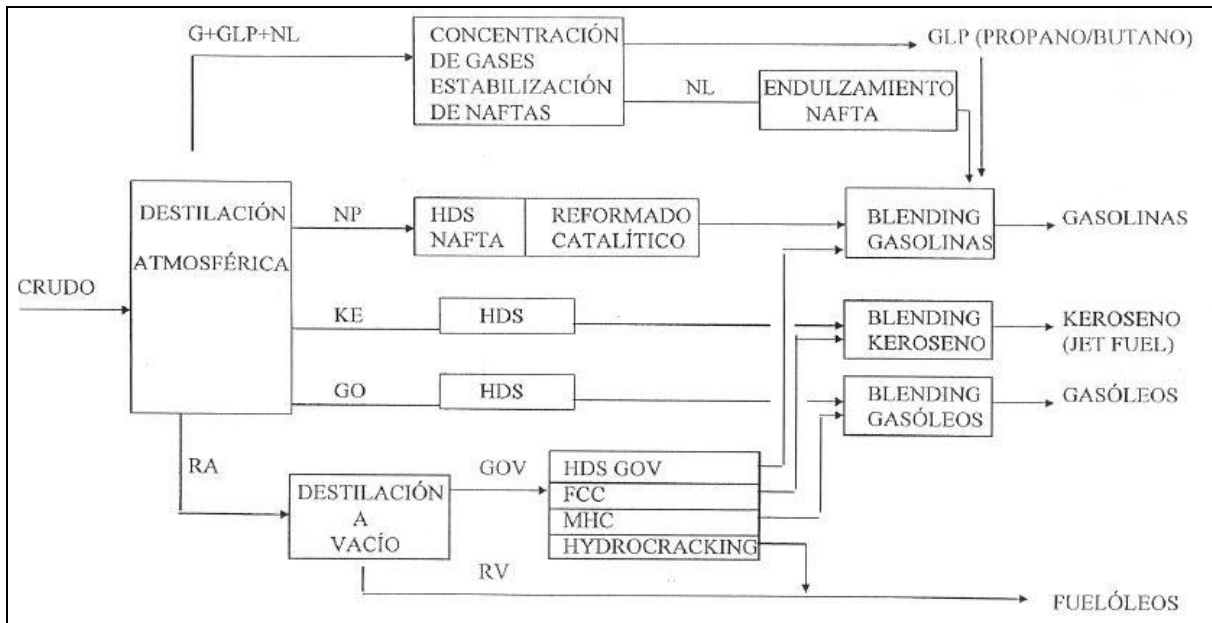 G+GLP+NL
CONCENTRACIÓN
DE GASES
ESTABILIZACIÓN
DE NAFTAS
GLP (PROPANO/BUTANO)
NL
ENDULZAMIENTO
NAFTA
DESTILACIÓN
ATMOSFÉRICA
CRUDO
NP
HDS
NAFTA
REFORMADO
CATALÍTICO
BLENDING
GASOLINAS
GASOLINAS
KE
HDS
BLENDING
KEROSENO
KEROSENO
(JET FUEL)
GO
HDS
BLENDING
GASÓLEOS
GASÓLEOS
RA
DESTILACIÓN
A
VACÍO
GOV
HDS GOV
FCC
MHC
HYDROCRACKING
RV
FUELÓLEOS